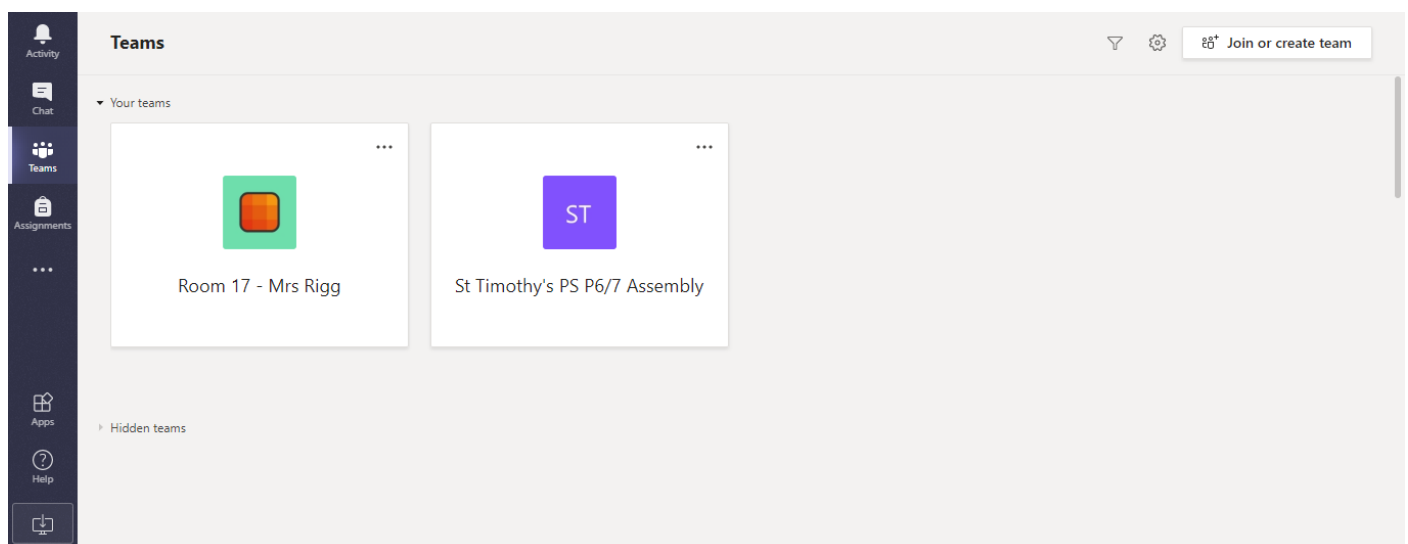 Activity
Chat
Teams
Assignments
Apps
Help
Teams
Join or create team
Your teams
Room 17 - Mrs Rigg
ST
St Timothy's PS P6/7 Assembly
Hidden teams